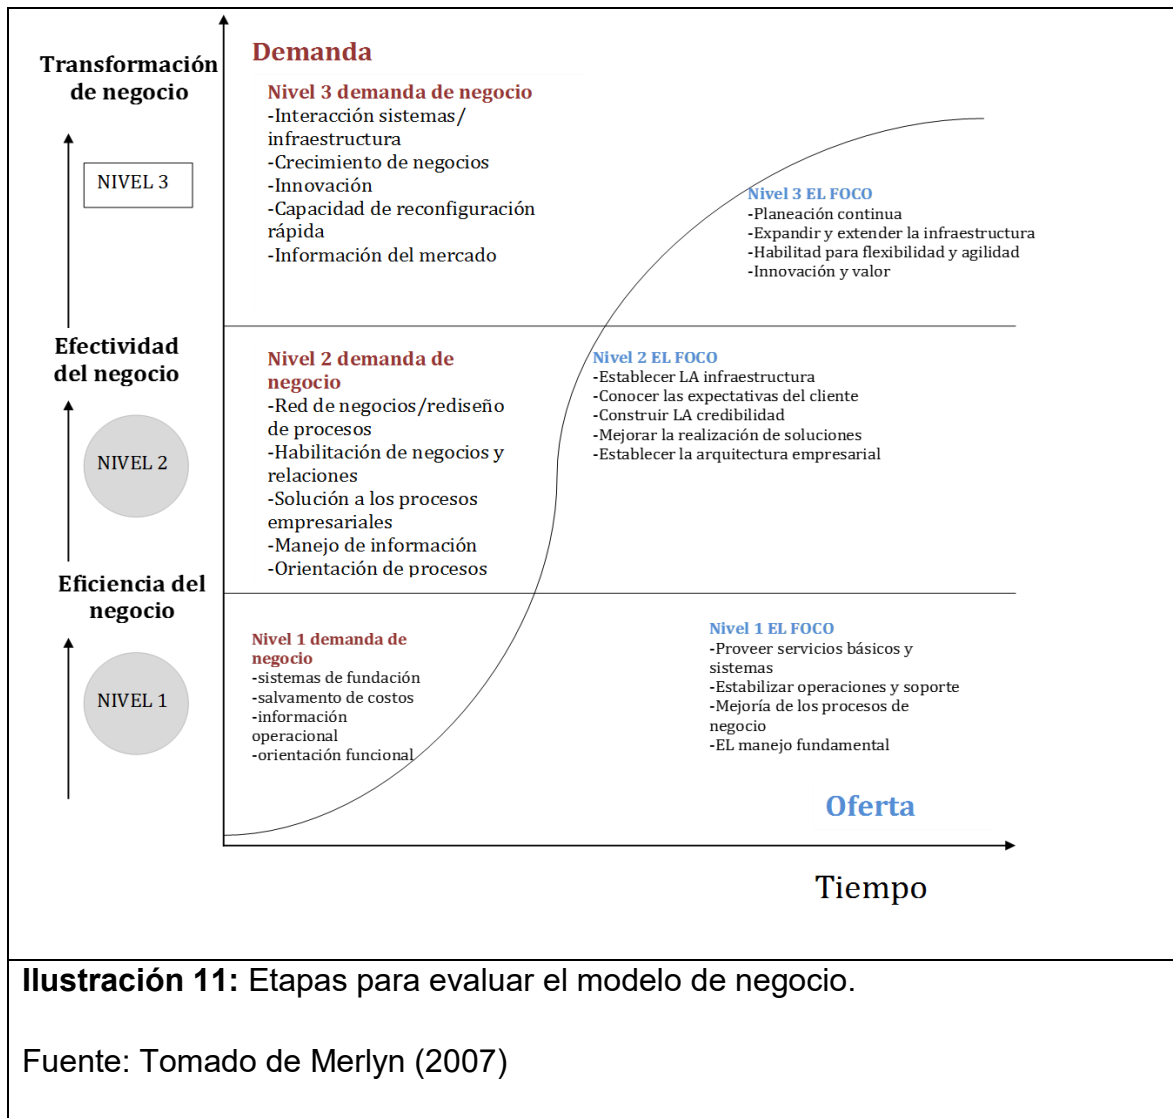 Transformación
de negocio
NIVEL 3
Efectividad
del negocio
NIVEL 2
Eficiencia del
negocio
NIVEL 1
Demanda
Nivel 3 demanda de negocio
-Interacción sistemas/
infraestructura
-Crecimiento de negocios
-Innovación
-Capacidad de reconfiguración
rápida
-Información del mercado
Nivel 3 EL FOCO
-Planeación continua
-Expandir y extender la infraestructura
-Habilitad para flexibilidad y agilidad
-Innovación y valor
Nivel 2 demanda de
negocio
-Red de negocios/rediseño
de procesos
-Habilitación de negocios y
relaciones
-Solución a los procesos
empresariales
-Manejo de información
-Orientación de procesos
Nivel 2 EL FOCO
-Establecer LA infraestructura
-Conocer las expectativas del cliente
-Construir LA credibilidad
-Mejorar la realización de soluciones
-Establecer la arquitectura empresarial
Nivel 1 demanda de
negocio
-sistemas de fundación
-salvamento de costos
-información
operacional
-orientación funcional
Nivel 1 EL FOCO
-Proveer servicios básicos y
sistemas
-Estabilizar operaciones y soporte
-Mejoría de los procesos de
negocio
-EL manejo fundamental
Oferta
Tiempo
Ilustración 11: Etapas para evaluar el modelo de negocio.
Fuente: Tomado de Merlyn (2007)